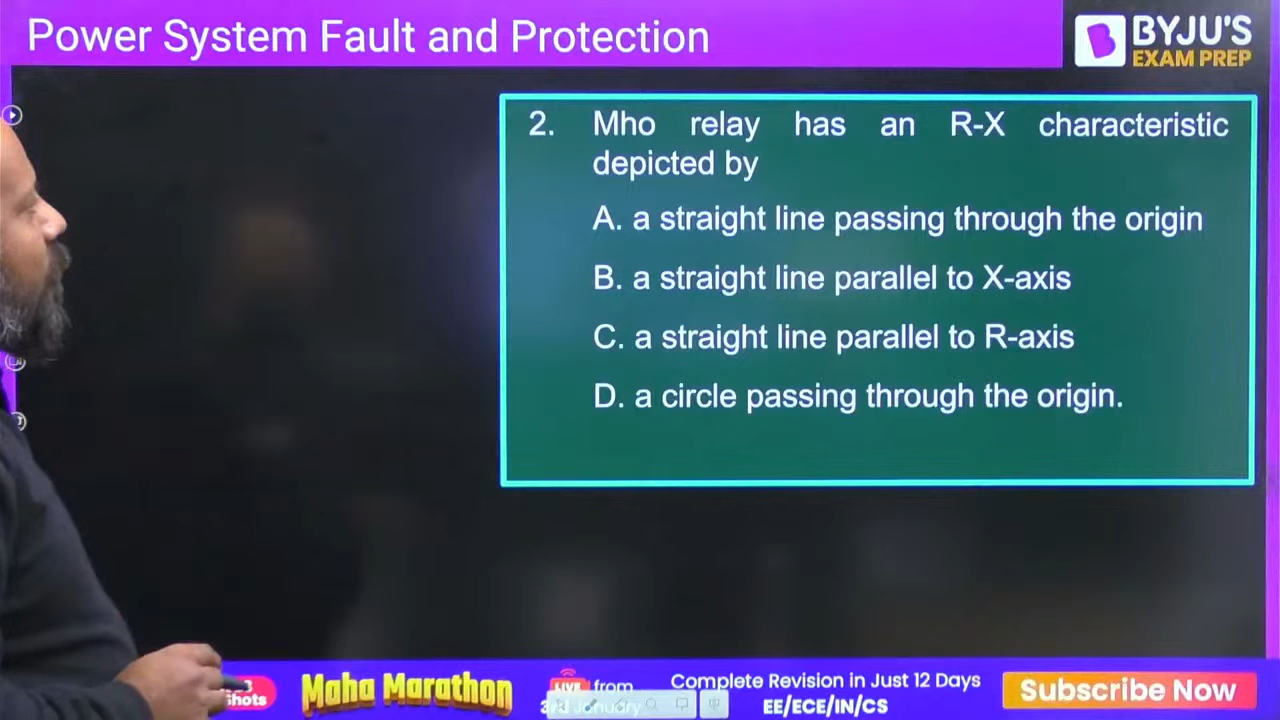 Power System Fault and Protection
BYJU'S
EXAM PREP
2. Mho relay has an R-X characteristic
depicted by
A. a straight line passing through the origin
B. a straight line parallel to X-axis
C. a straight line parallel to R-axis
D. a circle passing through the origin.
Shots
Maha Marathon
LIVE from
January
Complete Revision in Just 12 Days
EE/ECE/IN/CS
Subscribe Now